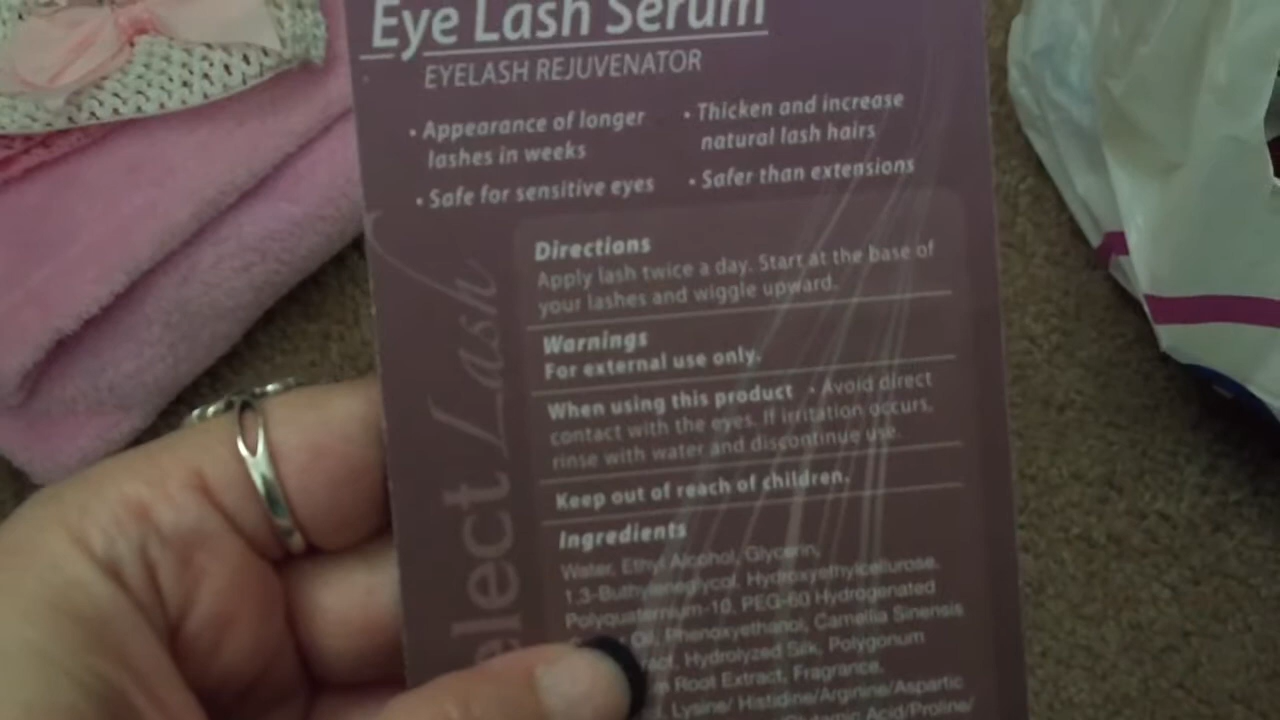 Eye Lash Serum
EYELASH REJUVENATOR
• Appearance of longer
lashes in weeks
• Safe for sensitive eyes
• Thicken and increase
natural lash hairs
• Safer than extensions
elect Lash
Directions
Apply lash twice a day. Start at the base of
your lashes and wiggle upward.
Warnings
For external use only.
When using this product • Avoid direct
contact with the eyes. If irritation occurs,
rinse with water and discontinue use.
Keep out of reach of children.
Ingredients
Water, Ethyl Alcohol, Glycerin,
1,3-Buthyleneglycol, Hydroxyethylcellurose,
Polyquaternium-10, PEG-60 Hydrogenated
Oil, Phenoxyethanol, Camellia Sinensis
Hydrolyzed Silk, Polygonum
Root Extract, Fragrance,
Lysine/ Histidine/Arginine/Aspartic
Glutamic Acid/Proline/